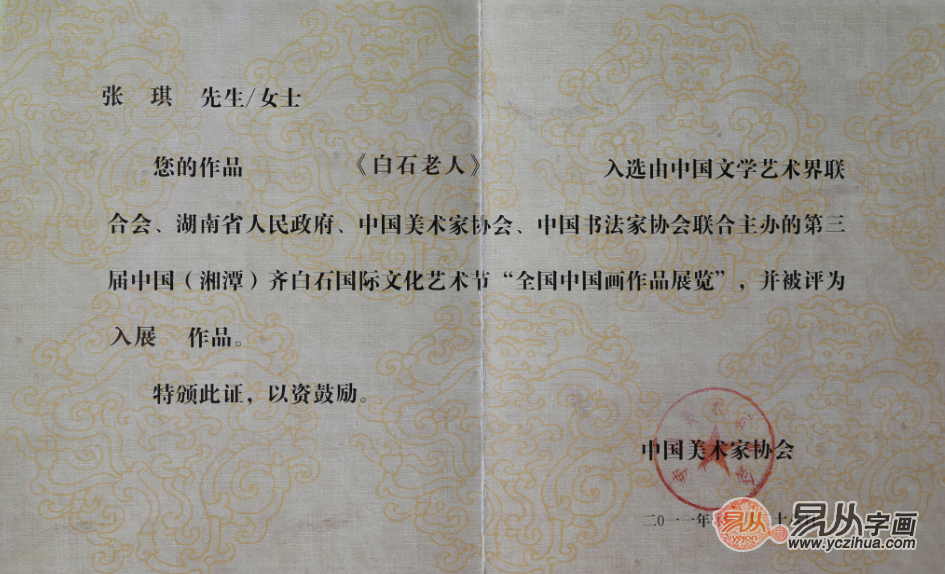 张 琪 先生/女士
您的作品 《白石老人》 入选由中国文学艺术界联
合会、湖南省人民政府、中国美术家协会、中国书法家协会联合主办的第三
届中国（湘潭）齐白石国际文化艺术节“全国中国画作品展览”，并被评为
入展 作品。
特颁此证，以资鼓励。
中国美术家协会
二〇一一年
易从 易从字画
www.yczihua.com